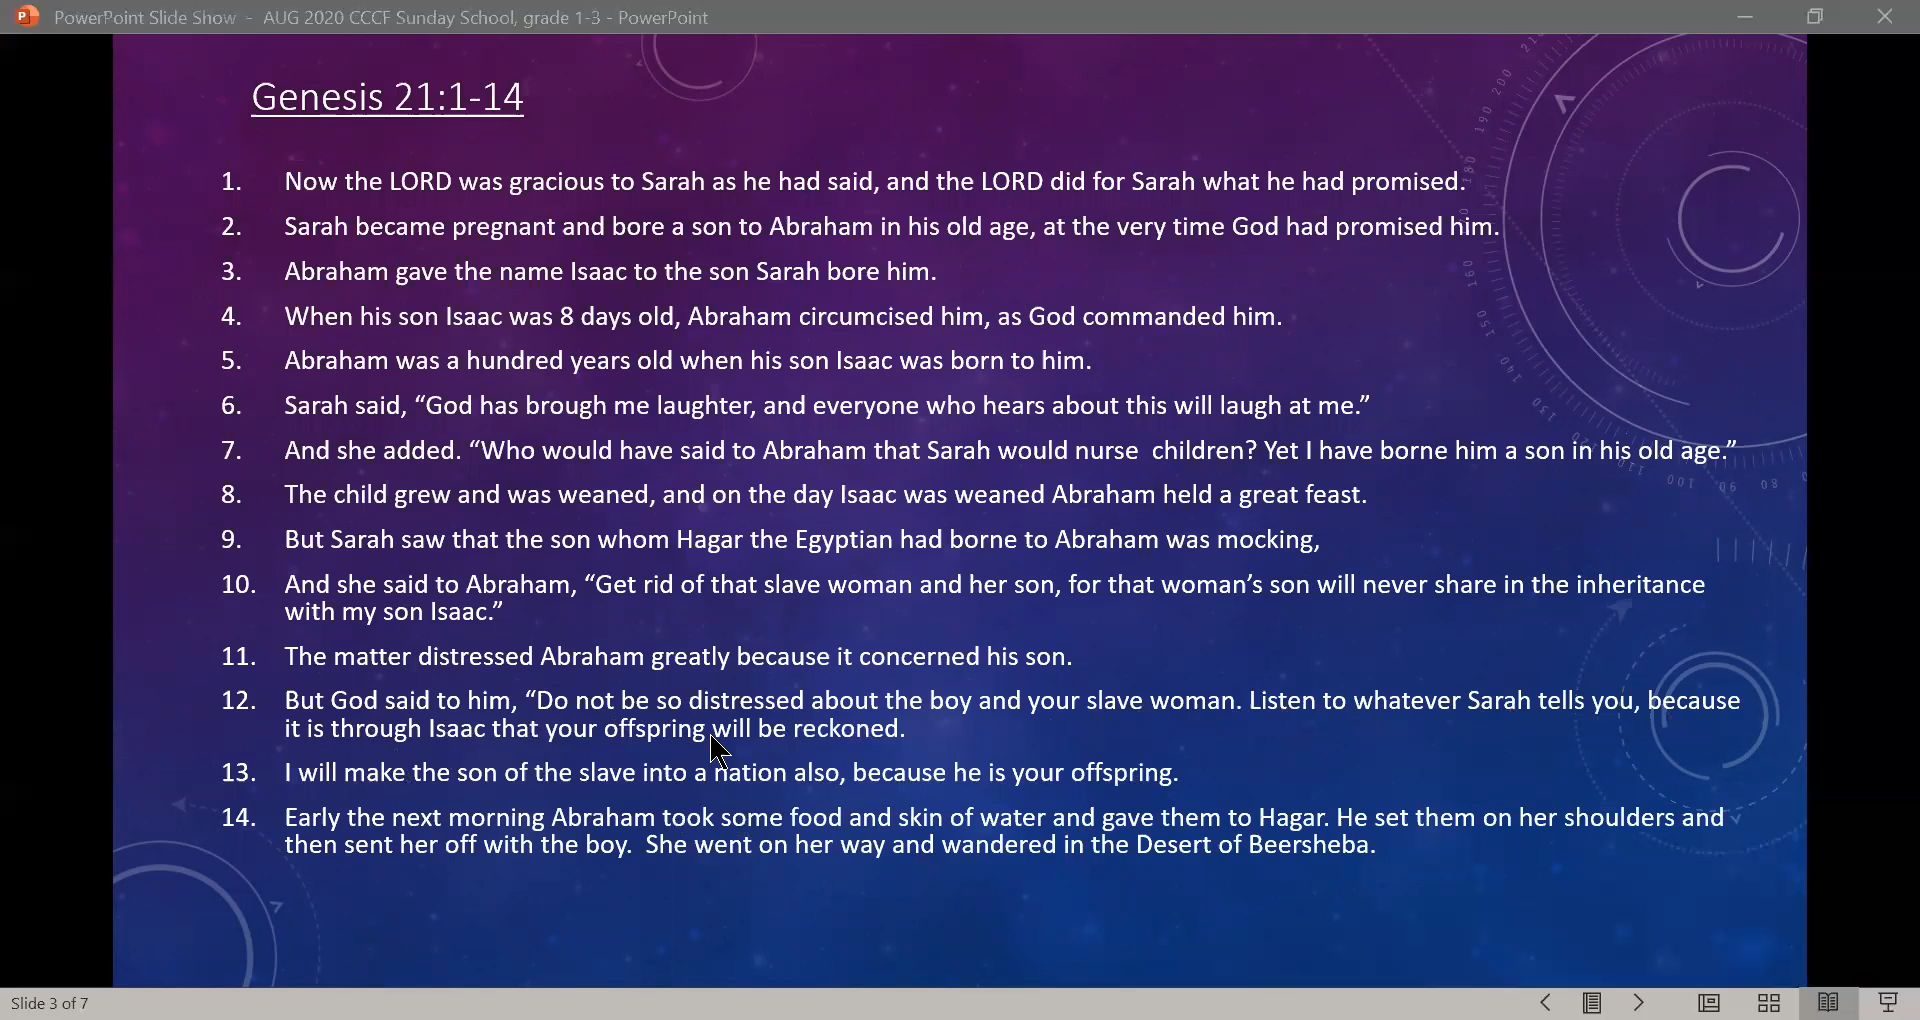 PowerPoint Slide Show - AUG 2020 CCCF Sunday School, grade 1-3 - PowerPoint
Genesis 21:1-14
1. Now the LORD was gracious to Sarah as he had said, and the LORD did for Sarah what he had promised.
2. Sarah became pregnant and bore a son to Abraham in his old age, at the very time God had promised him.
3. Abraham gave the name Isaac to the son Sarah bore him.
4. When his son Isaac was 8 days old, Abraham circumcised him, as God commanded him.
5. Abraham was a hundred years old when his son Isaac was born to him.
6. Sarah said, “God has brough me laughter, and everyone who hears about this will laugh at me.”
7. And she added. “Who would have said to Abraham that Sarah would nurse  children? Yet I have borne him a son in his old age.”
8. The child grew and was weaned, and on the day Isaac was weaned Abraham held a great feast.
9. But Sarah saw that the son whom Hagar the Egyptian had borne to Abraham was mocking,
10. And she said to Abraham, “Get rid of that slave woman and her son, for that woman’s son will never share in the inheritance
with my son Isaac.”
11. The matter distressed Abraham greatly because it concerned his son.
12. But God said to him, “Do not be so distressed about the boy and your slave woman. Listen to whatever Sarah tells you, because
it is through Isaac that your offspring will be reckoned.
13. I will make the son of the slave into a nation also, because he is your offspring.
14. Early the next morning Abraham took some food and skin of water and gave them to Hagar. He set them on her shoulders and
then sent her off with the boy.  She went on her way and wandered in the Desert of Beersheba.
210
200
190
180
160
150
140
130
120
110
100
90
80
Slide 3 of 7